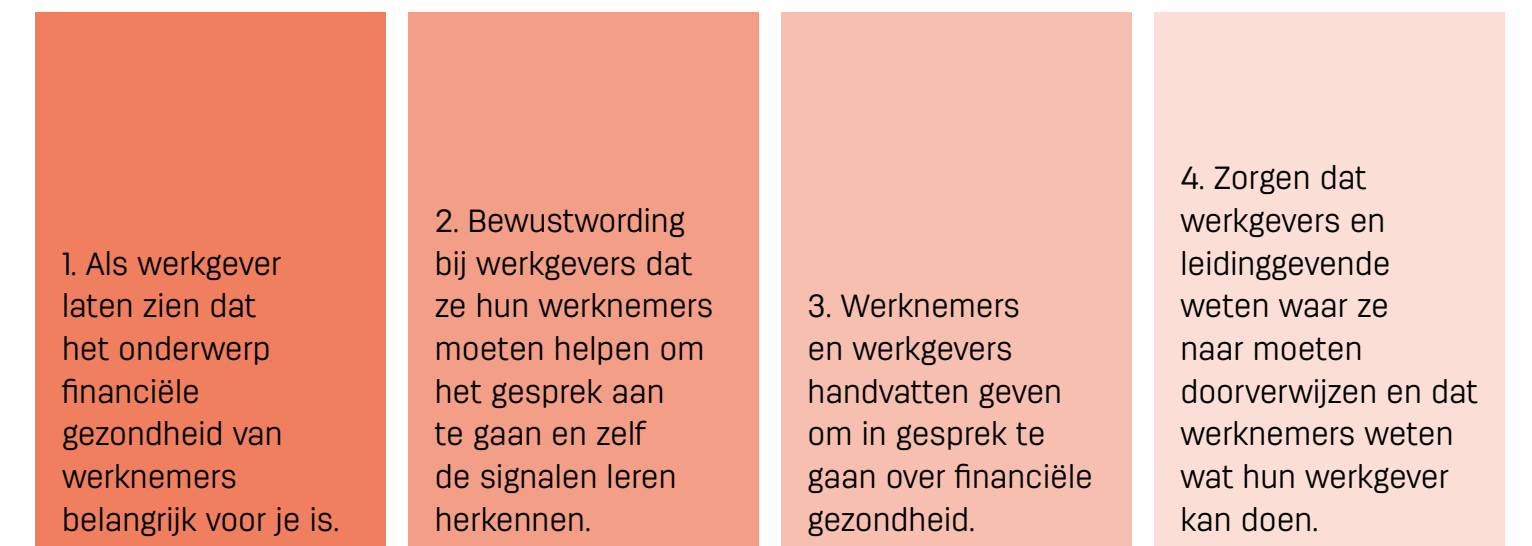 1. Als werkgever
laten zien dat
het onderwerp
financiële
gezondheid van
werknemers
belangrijk voor je is.
2. Bewustwording
bij werkgevers dat
ze hun werknemers
moeten helpen om
het gesprek aan
te gaan en zelf
de signalen leren
herkennen.
3. Werknemers
en werkgevers
handvatten geven
om in gesprek te
gaan over financiële
gezondheid.
4. Zorgen dat
werkgevers en
leidinggevende
weten waar ze
naar moeten
doorverwijzen en dat
werknemers weten
wat hun werkgever
kan doen.